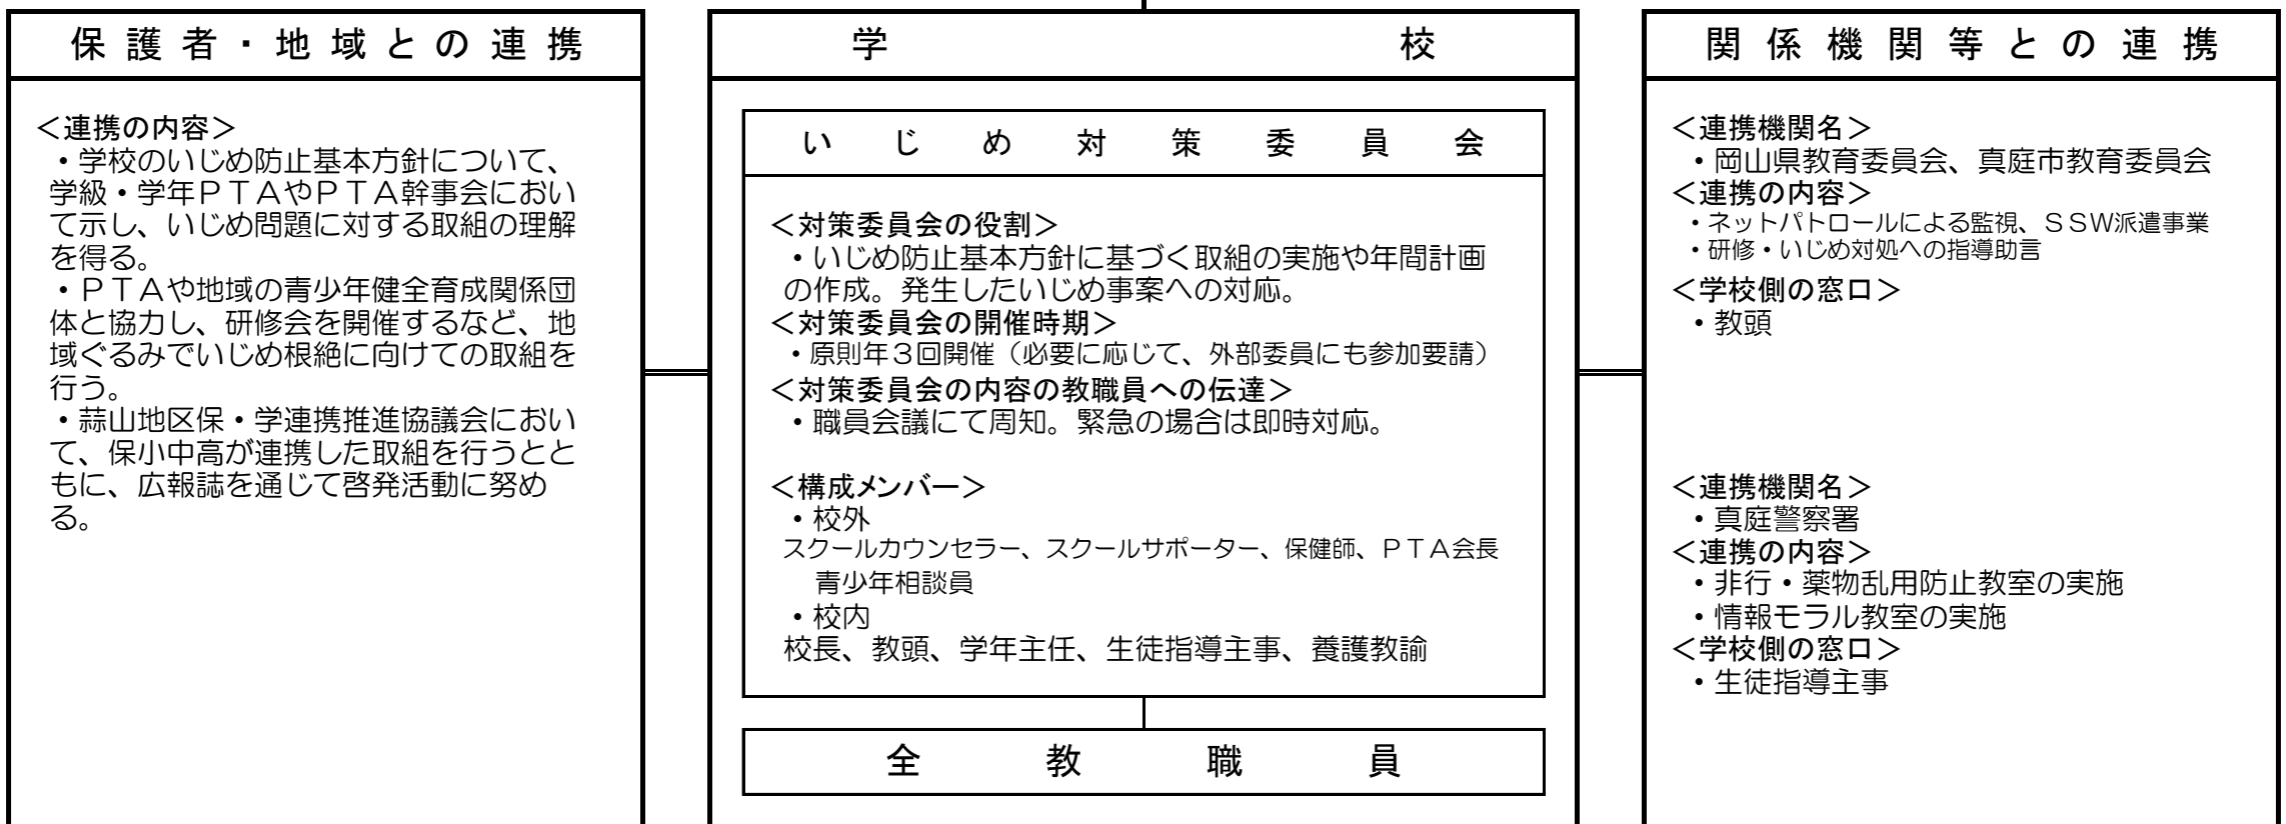 保護者・地域との連携
＜連携の内容＞
・学校のいじめ防止基本方針について、
学級・学年ＰＴＡやＰＴＡ幹事会におい
て示し、いじめ問題に対する取組の理解
を得る。
・ＰＴＡや地域の青少年健全育成関係団
体と協力し、研修会を開催するなど、地
域ぐるみでいじめ根絶に向けての取組を
行う。
・蒜山地区保・学連携推進協議会におい
て、保小中高が連携した取組を行うとと
もに、広報誌を通じて啓発活動に努め
る。
学校
いじめ対策委員会
＜対策委員会の役割＞
・いじめ防止基本方針に基づく取組の実施や年間計画
の作成。発生したいじめ事案への対応。
＜対策委員会の開催時期＞
・原則年３回開催（必要に応じて、外部委員にも参加要請）
＜対策委員会の内容の教職員への伝達＞
・職員会議にて周知。緊急の場合は即時対応。
＜構成メンバー＞
・校外
スクールカウンセラー、スクールサポーター、保健師、ＰＴＡ会長
青少年相談員
・校内
校長、教頭、学年主任、生徒指導主事、養護教諭
全教職員
関係機関等との連携
＜連携機関名＞
・岡山県教育委員会、真庭市教育委員会
＜連携の内容＞
・ネットパトロールによる監視、ＳＳＷ派遣事業
・研修・いじめ対処への指導助言
＜学校側の窓口＞
・教頭
＜連携機関名＞
・真庭警察署
＜連携の内容＞
・非行・薬物乱用防止教室の実施
・情報モラル教室の実施
＜学校側の窓口＞
・生徒指導主事